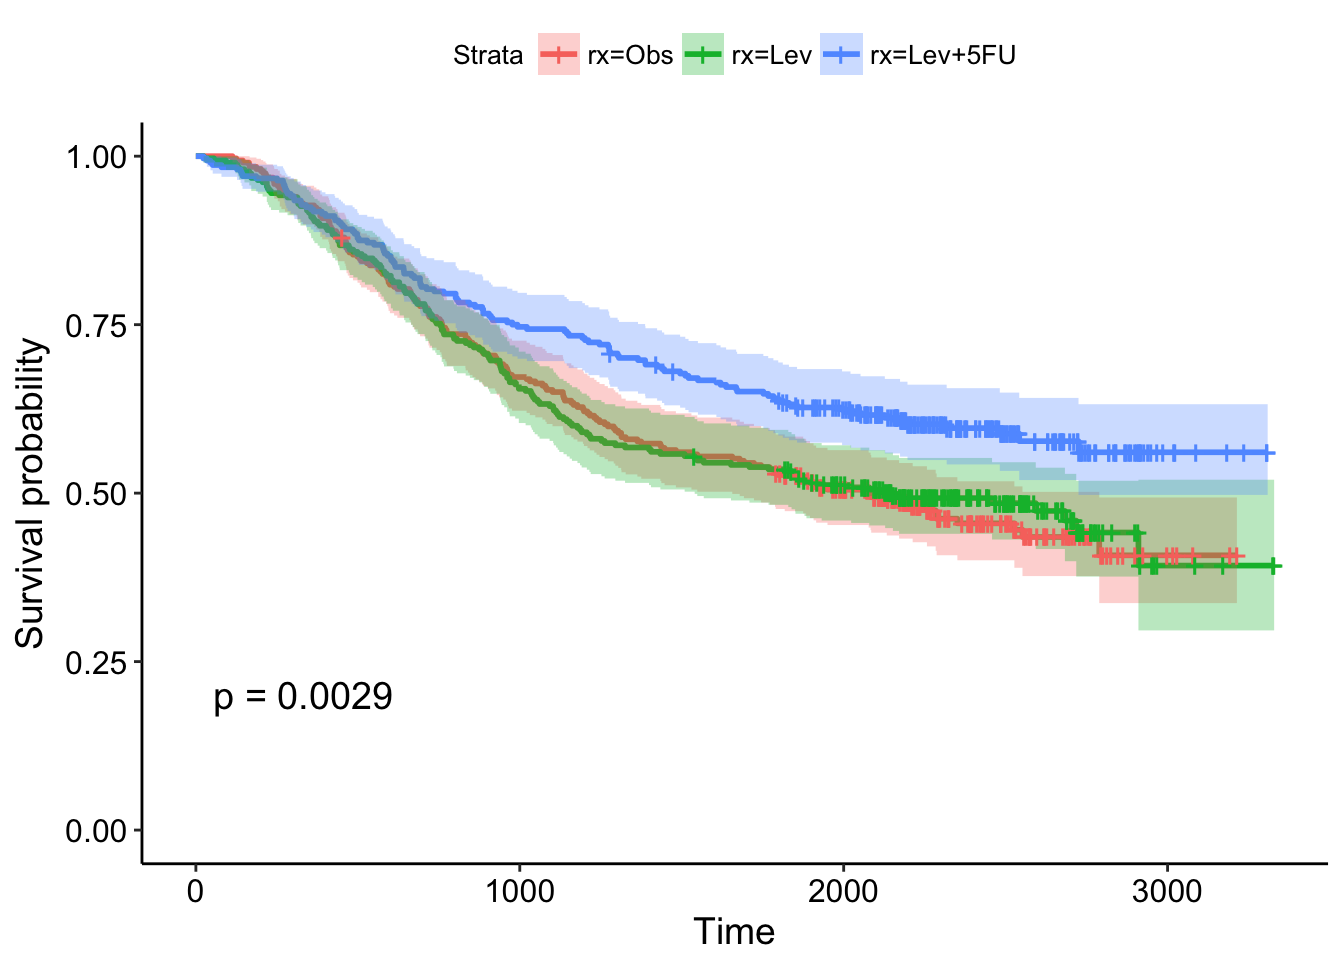 Strata rx=Obs rx=Lev rx=Lev+5FU
1.00
0.75
0.50
0.25
0.00
Survival probability
p = 0.0029
0 1000 2000 3000
Time